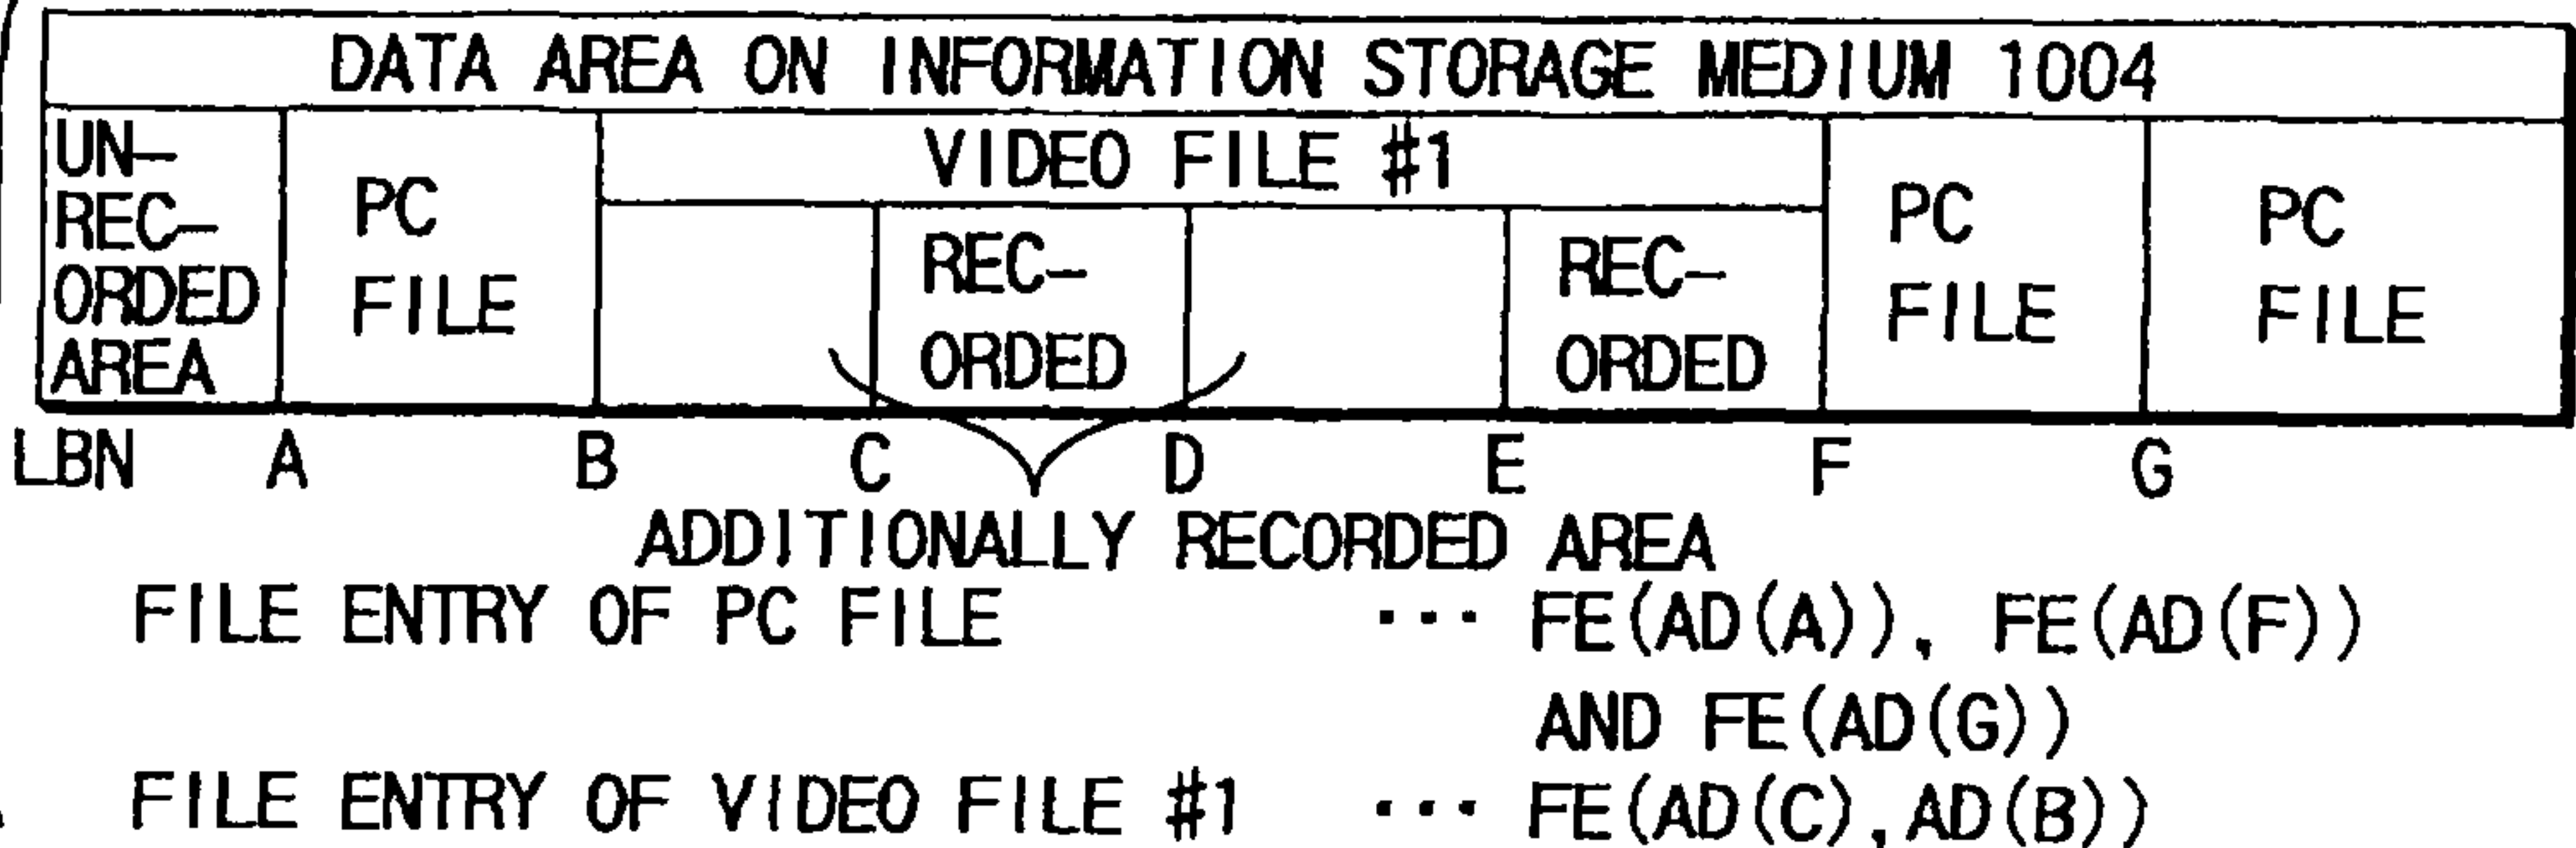 DATA AREA ON INFORMATION STORAGE MEDIUM 1004
UN-
REC-
ORDED
AREA
PC
FILE
VIDEO FILE #1
REC-
ORDED
REC-
ORDED
PC
FILE
PC
FILE
LBN A B C D E F G
ADDITIONALLY RECORDED AREA
FILE ENTRY OF PC FILE ··· FE(AD(A)), FE(AD(F))
AND FE(AD(G))
FILE ENTRY OF VIDEO FILE #1 ··· FE(AD(C),AD(B))